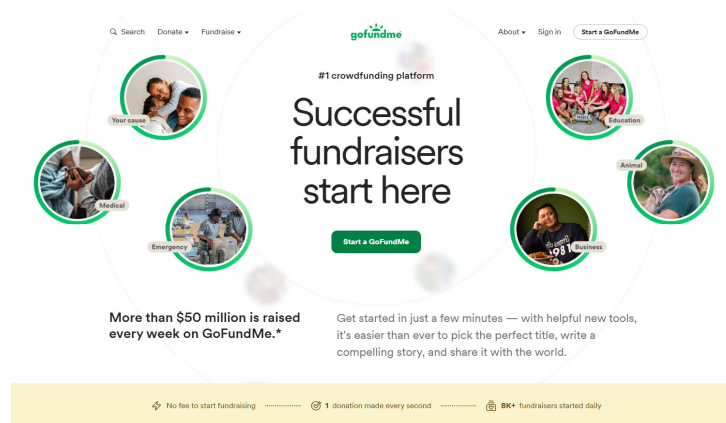 Search Donate Fundraise gofundme About Sign in Start a GoFundMe
#1 crowdfunding platform
Successful
fundraisers
start here
Your cause
Education
Animal
Medical
Emergency
Business
Start a GoFundMe
More than $50 million is raised
every week on GoFundMe.*
Get started in just a few minutes — with helpful new tools,
it's easier than ever to pick the perfect title, write a
compelling story, and share it with the world.
No fee to start fundraising 1 donation made every second 8K+ fundraisers started daily